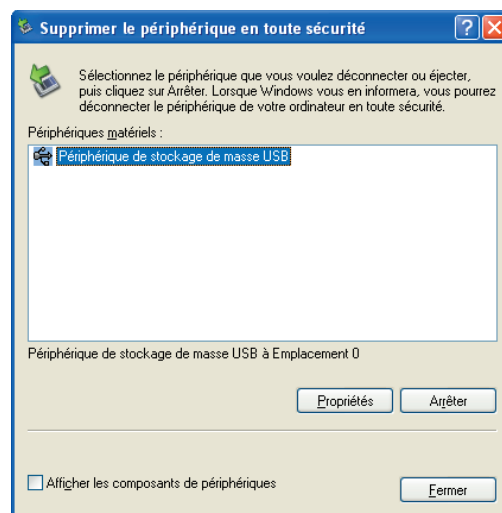 Supprimer le périphérique en toute sécurité
Sélectionnez le périphérique que vous voulez déconnecter ou éjecter,
puis cliquez sur Arrêter. Lorsque Windows vous en informera, vous pourrez
déconnecter le périphérique de votre ordinateur en toute sécurité.
Périphériques matériels :
Périphérique de stockage de masse USB
Périphérique de stockage de masse USB à Emplacement 0
Propriétés
Arrêter
Afficher les composants de périphériques
Fermer